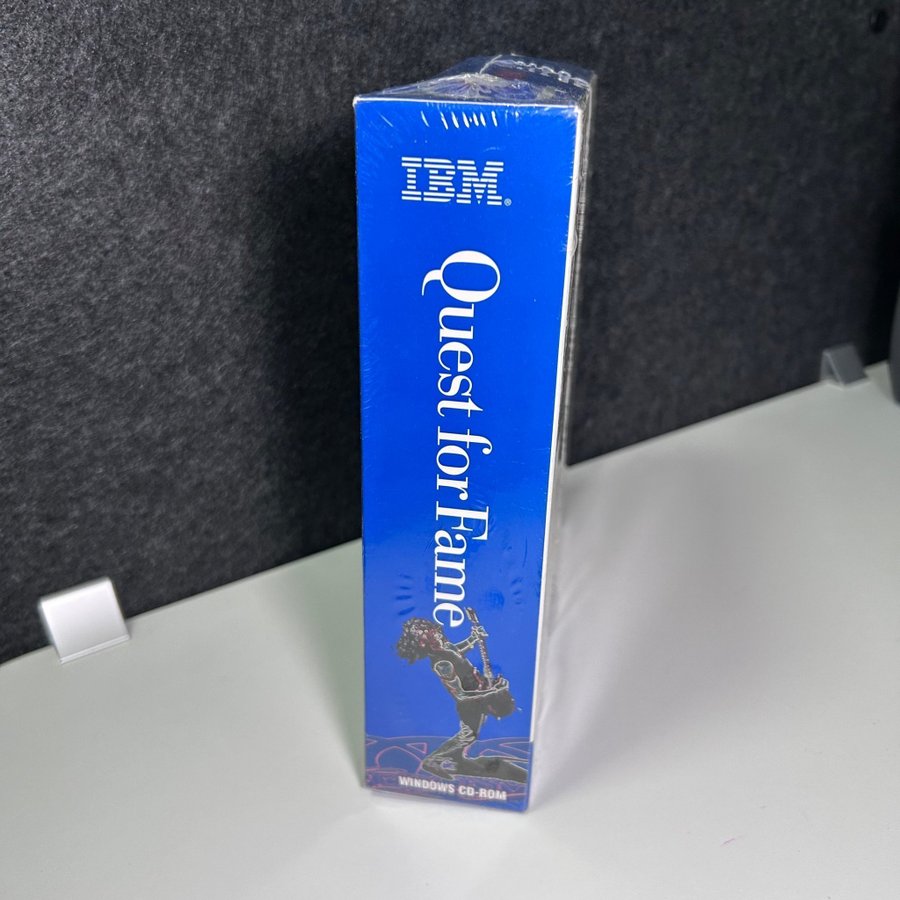 IBM®
Quest for Fame
WINDOWS CD-ROM